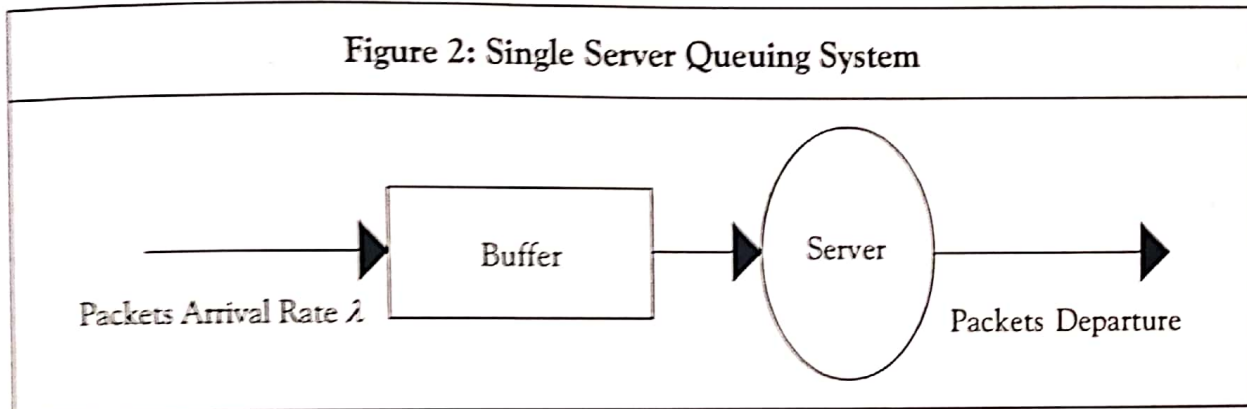 Figure 2: Single Server Queuing System
Buffer
Server
Packets Arrival Rate λ
Packets Departure